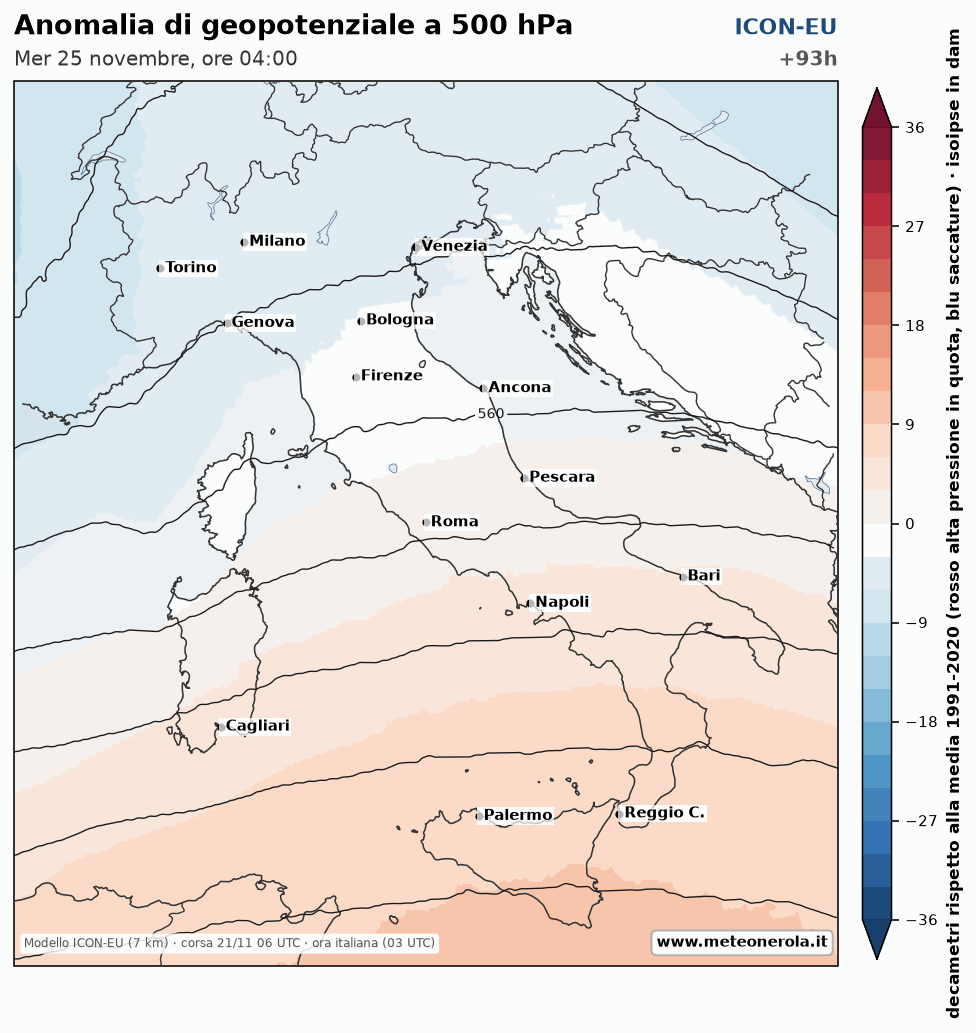 Anomalia di geopotenziale a 500 hPa
ICON-EU
Mer 25 novembre, ore 04:00
+93h
Milano
Venezia
Torino
Genova
Bologna
Firenze
Ancona
560
Pescara
Roma
Bari
Napoli
Cagliari
Palermo
Reggio C.
Modello ICON-EU (7 km) · corsa 21/11 06 UTC · ora italiana (03 UTC)
www.meteonerola.it
36
27
18
9
0
−9
−18
−27
−36
decametri rispetto alla media 1991-2020 (rosso alta pressione in quota, blu saccature) · isoipse in dam